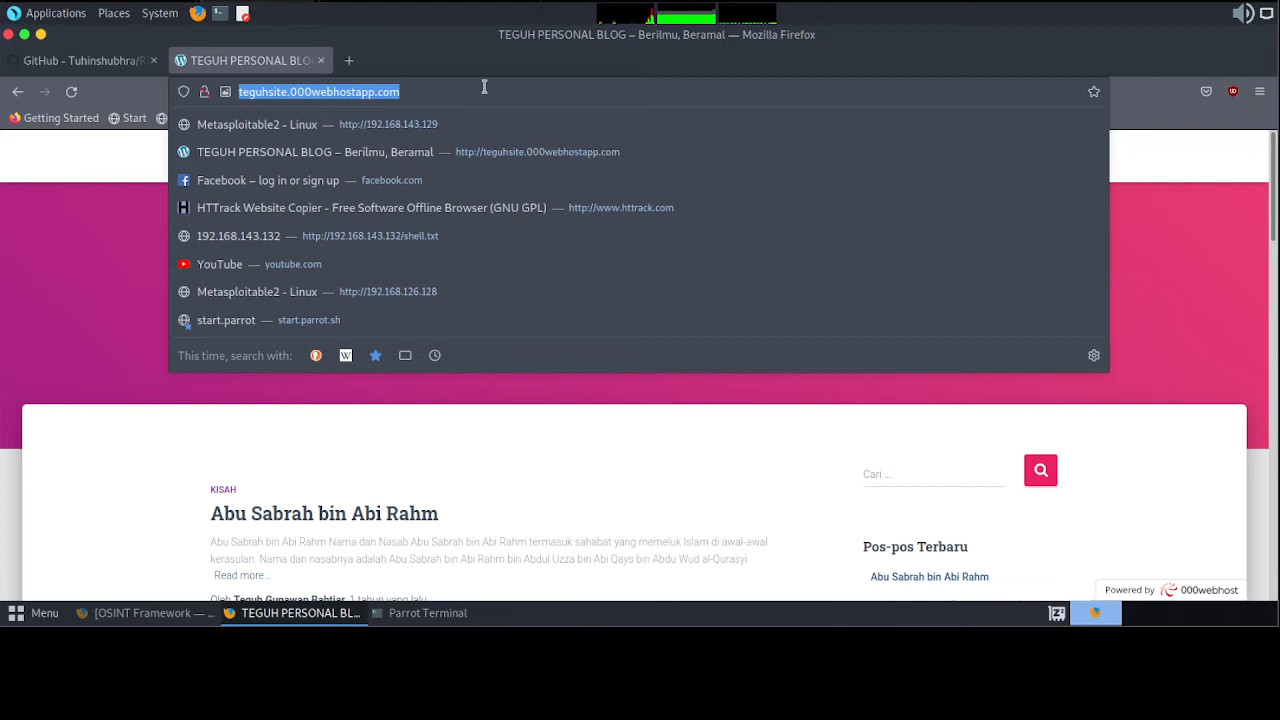 Applications Places System
TEGUH PERSONAL BLOG – Berilmu, Beramal — Mozilla Firefox
GitHub - Tuhinshubhra/R
TEGUH PERSONAL BLO
teguhsite.000webhostapp.com
Getting Started Start
Metasploitable2 - Linux — http://192.168.143.129
TEGUH PERSONAL BLOG – Berilmu, Beramal — http://teguhsite.000webhostapp.com
Facebook – log in or sign up — facebook.com
HTTrack Website Copier - Free Software Offline Browser (GNU GPL) — http://www.httrack.com
192.168.143.132 — http://192.168.143.132/shell.txt
YouTube — youtube.com
Metasploitable2 - Linux — http://192.168.126.128
start.parrot — start.parrot.sh
This time, search with:
KISAH
Abu Sabrah bin Abi Rahm
Abu Sabrah bin Abi Rahm Nama dan Nasab Abu Sabrah bin Abi Rahm termasuk sahabat yang memeluk Islam di awal-awal
kerasulan. Nama dan nasabnya adalah Abu Sabrah bin Abi Rahm bin Abdul Uzza bin Abi Qays bin Abdu Wud al-Qurasyi
Read more…
Oleh Teguh Gunawan Bahtiar, 1 tahun yang lalu
Cari …
Pos-pos Terbaru
Abu Sabrah bin Abi Rahm
Powered by 000webhost
Menu [OSINT Framework — … TEGUH PERSONAL BL… Parrot Terminal